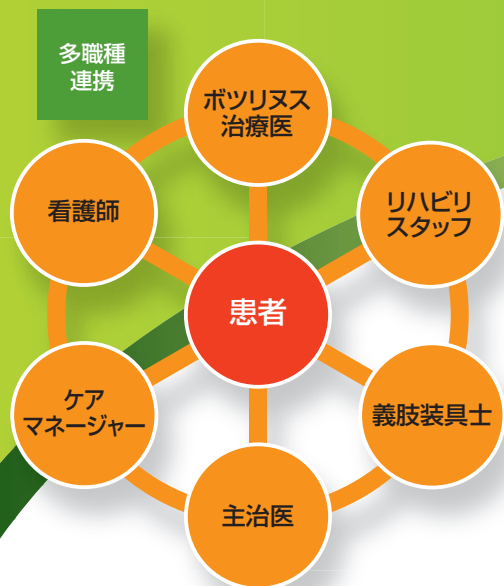 多職種
連携
ボツリヌス
治療医
看護師
リハビリ
スタッフ
患者
ケア
マネージャー
義肢装具士
主治医